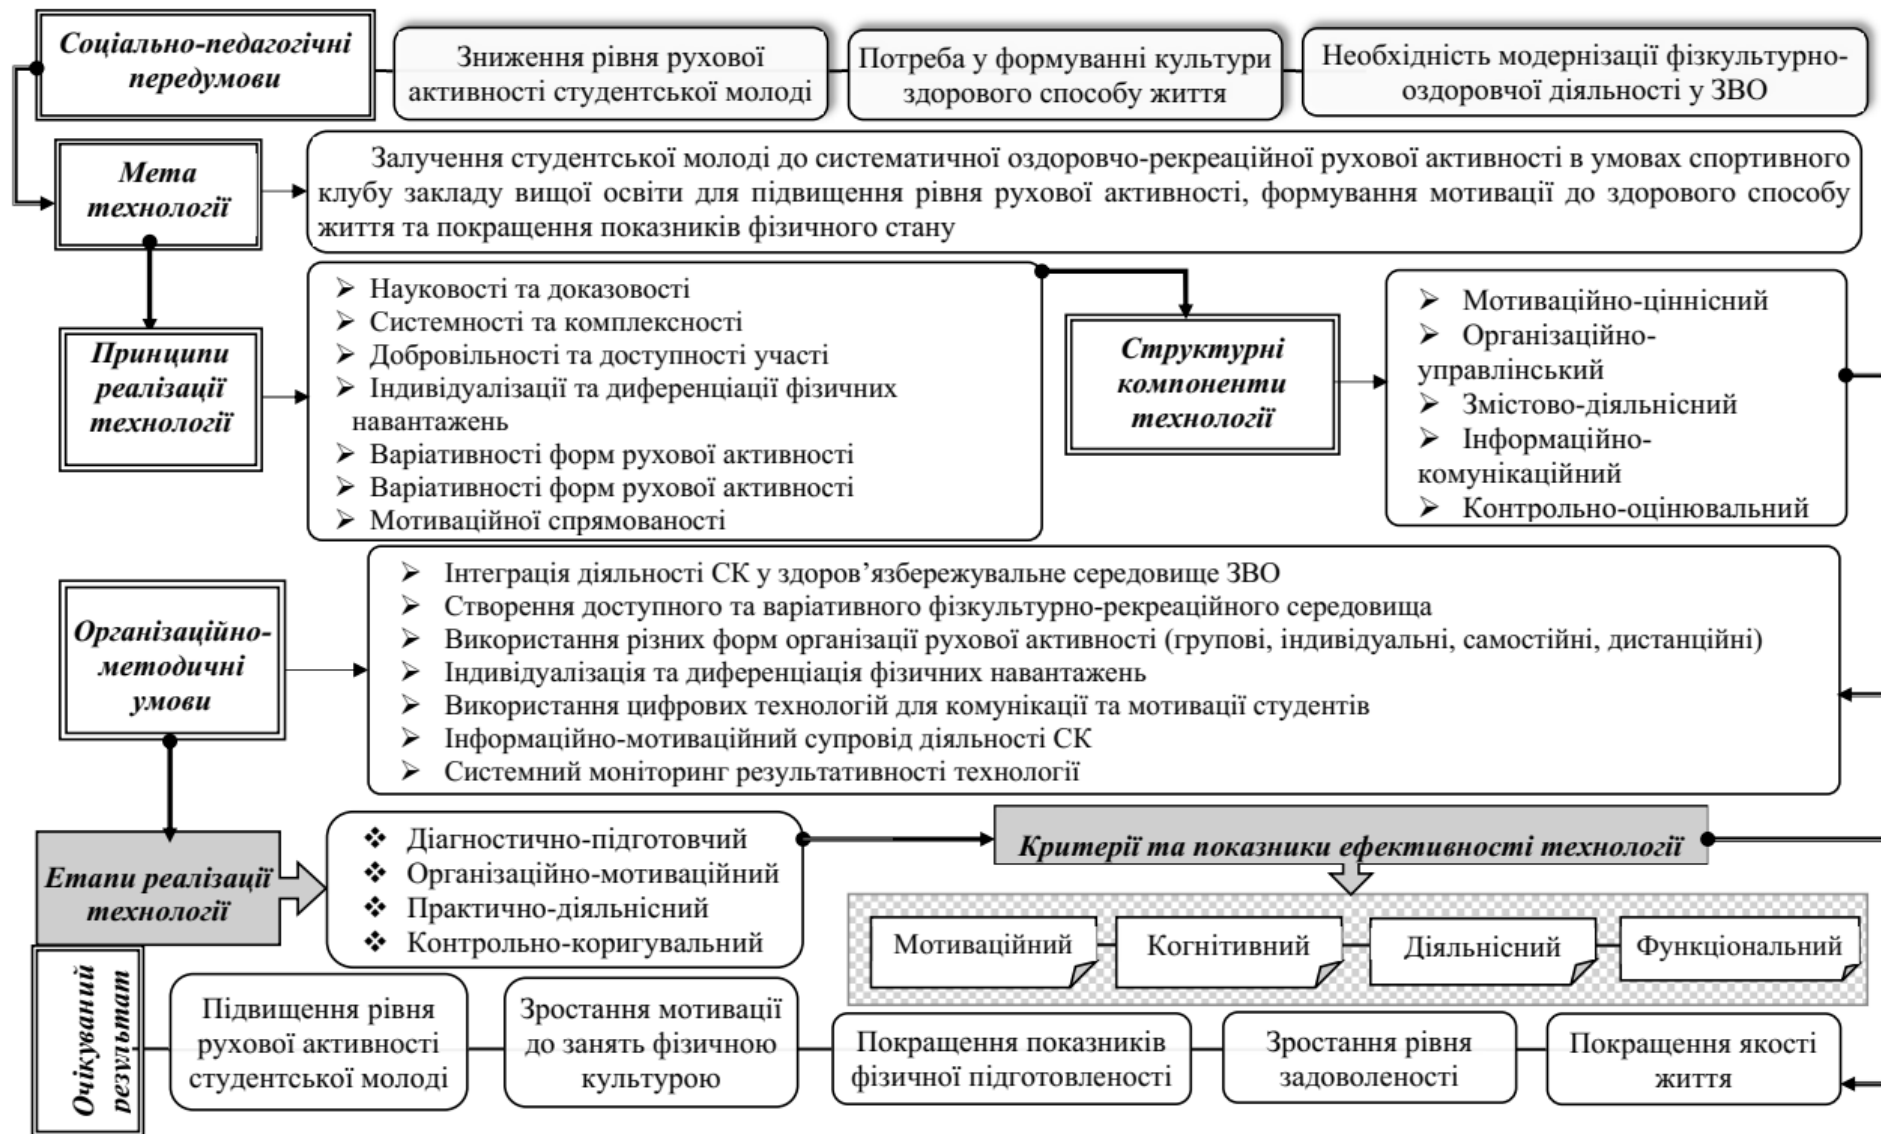 Соціально-педагогічні
передумови
Зниження рівня рухової
активності студентської молоді
Потреба у формуванні культури
здорового способу життя
Необхідність модернізації фізкультурно-
оздоровчої діяльності у ЗВО
Мета
технології
Залучення студентської молоді до систематичної оздоровчо-рекреаційної рухової активності в умовах спортивного
клубу закладу вищої освіти для підвищення рівня рухової активності, формування мотивації до здорового способу
життя та покращення показників фізичного стану
Принципи
реалізації
технології
➢ Науковості та доказовості
➢ Системності та комплексності
➢ Добровільності та доступності участі
➢ Індивідуалізації та диференціації фізичних
навантажень
➢ Варіативності форм рухової активності
➢ Варіативності форм рухової активності
➢ Мотиваційної спрямованості
Структурні
компоненти
технології
➢ Мотиваційно-ціннісний
➢ Організаційно-
управлінський
➢ Змістово-діяльнісний
➢ Інформаційно-
комунікаційний
➢ Контрольно-оцінювальний
Організаційно-
методичні
умови
➢ Інтеграція діяльності СК у здоров’язбережувальне середовище ЗВО
➢ Створення доступного та варіативного фізкультурно-рекреаційного середовища
➢ Використання різних форм організації рухової активності (групові, індивідуальні, самостійні, дистанційні)
➢ Індивідуалізація та диференціація фізичних навантажень
➢ Використання цифрових технологій для комунікації та мотивації студентів
➢ Інформаційно-мотиваційний супровід діяльності СК
➢ Системний моніторинг результативності технології
Етапи реалізації
технології
❖ Діагностично-підготовчий
❖ Організаційно-мотиваційний
❖ Практично-діяльнісний
❖ Контрольно-коригувальний
Критерії та показники ефективності технології
Мотиваційний
Когнітивний
Діяльнісний
Функціональний
Очікуваний
результат
Підвищення рівня
рухової активності
студентської молоді
Зростання мотивації
до занять фізичною
культурою
Покращення показників
фізичної підготовленості
Зростання рівня
задоволеності
Покращення якості
життя